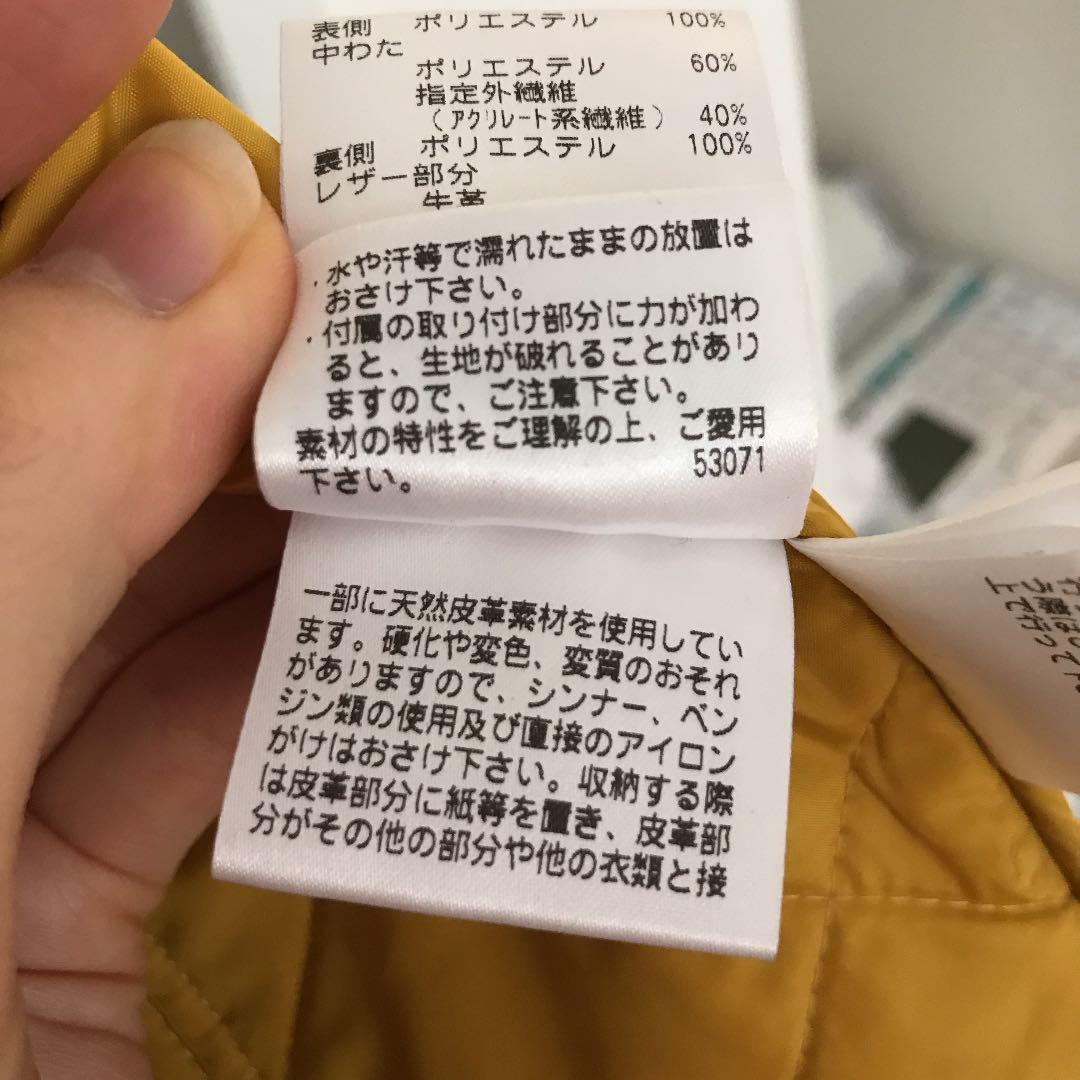 表側 ポリエステル 100%
中わた
ポリエステル 60%
指定外繊維
(アクリレート系繊維) 40%
裏側 ポリエステル 100%
レザー部分
牛革
・水や汗等で濡れたままの放置は
おさけ下さい。
・付属の取り付け部分に力が加わ
ると、生地が破れることがあり
ますので、ご注意下さい。
素材の特性をご理解の上、ご愛用
下さい。 53071
一部に天然皮革素材を使用してい
ます。硬化や変色、変質のおそれ
がありますので、シンナー、ベン
ジン類の使用及び直接のアイロン
がけはおさけ下さい。収納する際
は皮革部分に紙等を置き、皮革部
分がその他の部分や他の衣類と接
上で行って